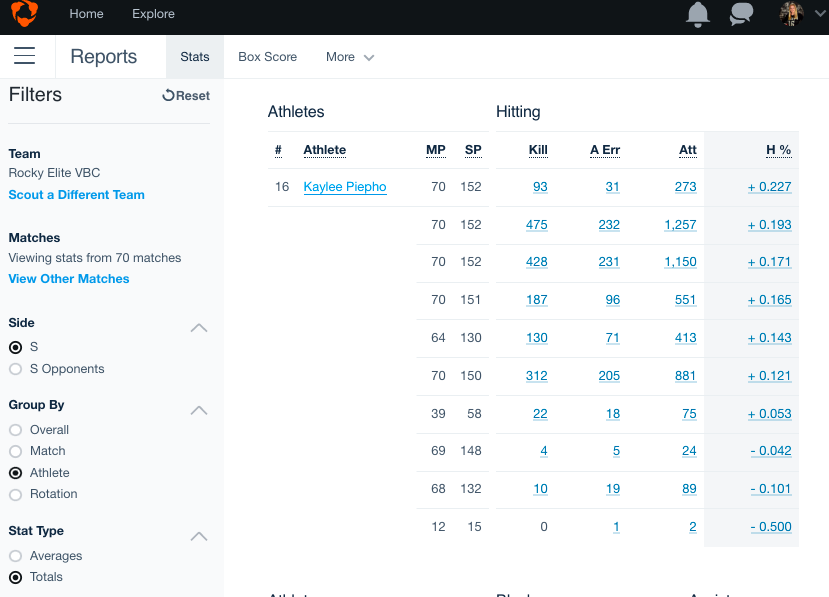 Home Explore
Reports Stats Box Score More
Filters Reset
Team
Rocky Elite VBC
Scout a Different Team
Matches
Viewing stats from 70 matches
View Other Matches
Side
S
S Opponents
Group By
Overall
Match
Athlete
Rotation
Stat Type
Averages
Totals
Athletes Hitting
# Athlete MP SP Kill A Err Att H %
16 Kaylee Piepho 70 152 93 31 273 + 0.227
70 152 475 232 1,257 + 0.193
70 152 428 231 1,150 + 0.171
70 151 187 96 551 + 0.165
64 130 130 71 413 + 0.143
70 150 312 205 881 + 0.121
39 58 22 18 75 + 0.053
69 148 4 5 24 - 0.042
68 132 10 19 89 - 0.101
12 15 0 1 2 - 0.500